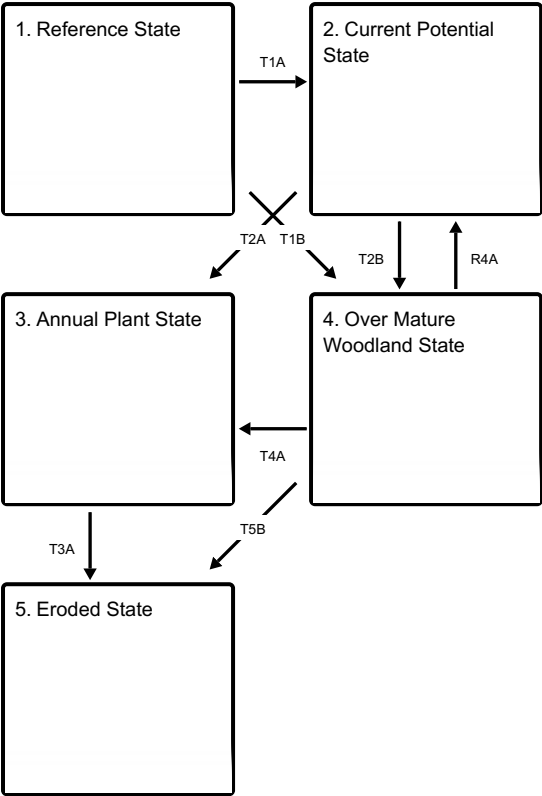 1. Reference State
T1A
2. Current Potential
State
T2A
T1B
T2B
R4A
3. Annual Plant State
4. Over Mature
Woodland State
T4A
T5B
T3A
5. Eroded State